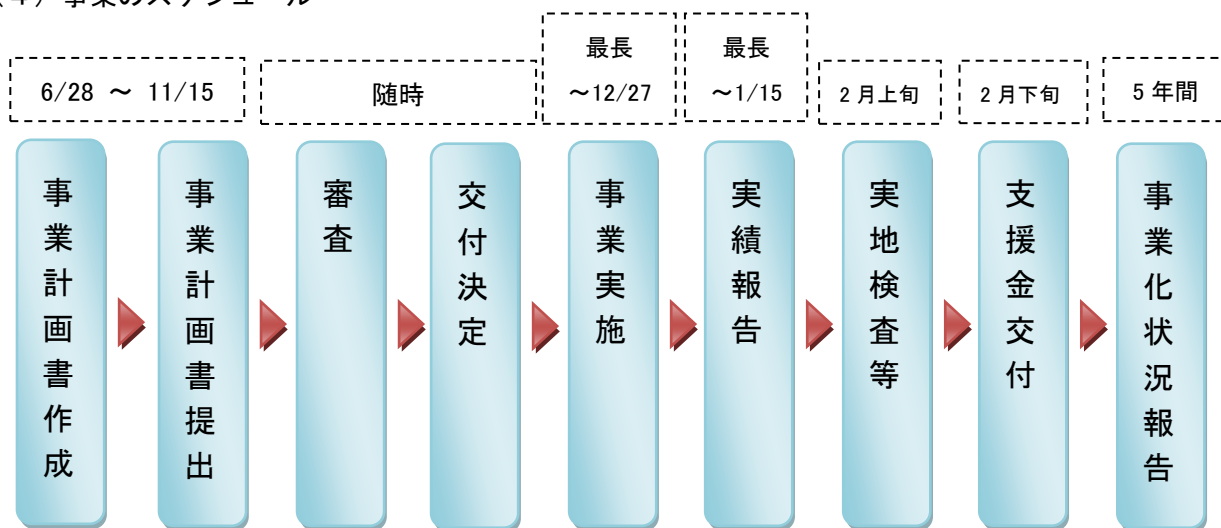 （４）事業のスケジュール
6/28 ～ 11/15
随時
最長
～12/27
最長
～1/15
2 月上旬
2 月下旬
5 年間
事業計画書作成
事業計画書提出
審査
交付決定
事業実施
実績報告
実地検査等
支援金交付
事業化状況報告